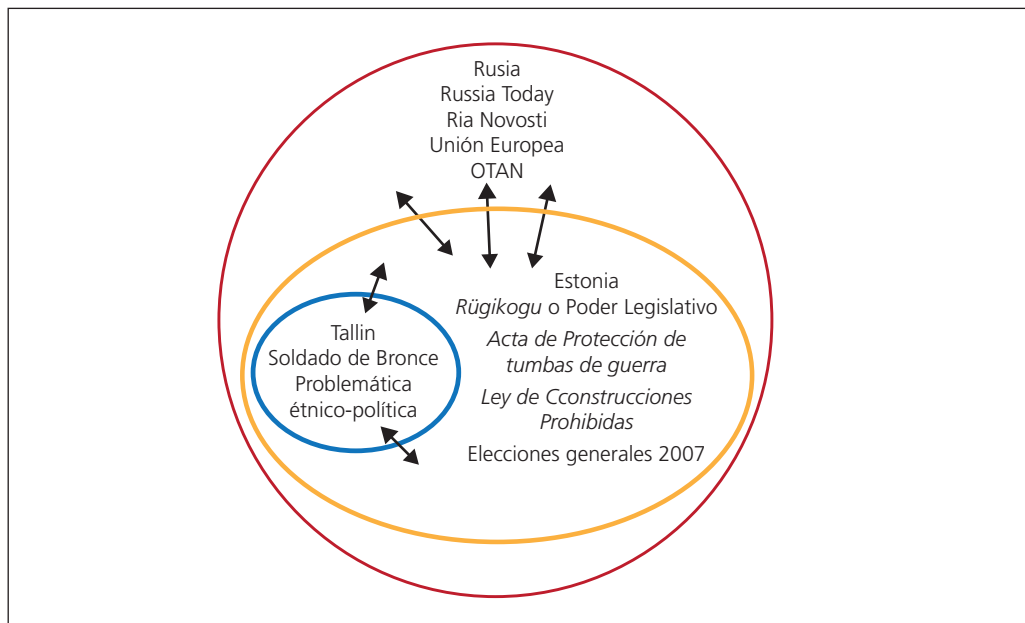 Rusia
Russia Today
Ria Novosti
Unión Europea
OTAN
Estonia
Rügikogu o Poder Legislativo
Acta de Protección de
tumbas de guerra
Ley de Cconstrucciones
Prohibidas
Elecciones generales 2007
Tallin
Soldado de Bronce
Problemática
étnico-política